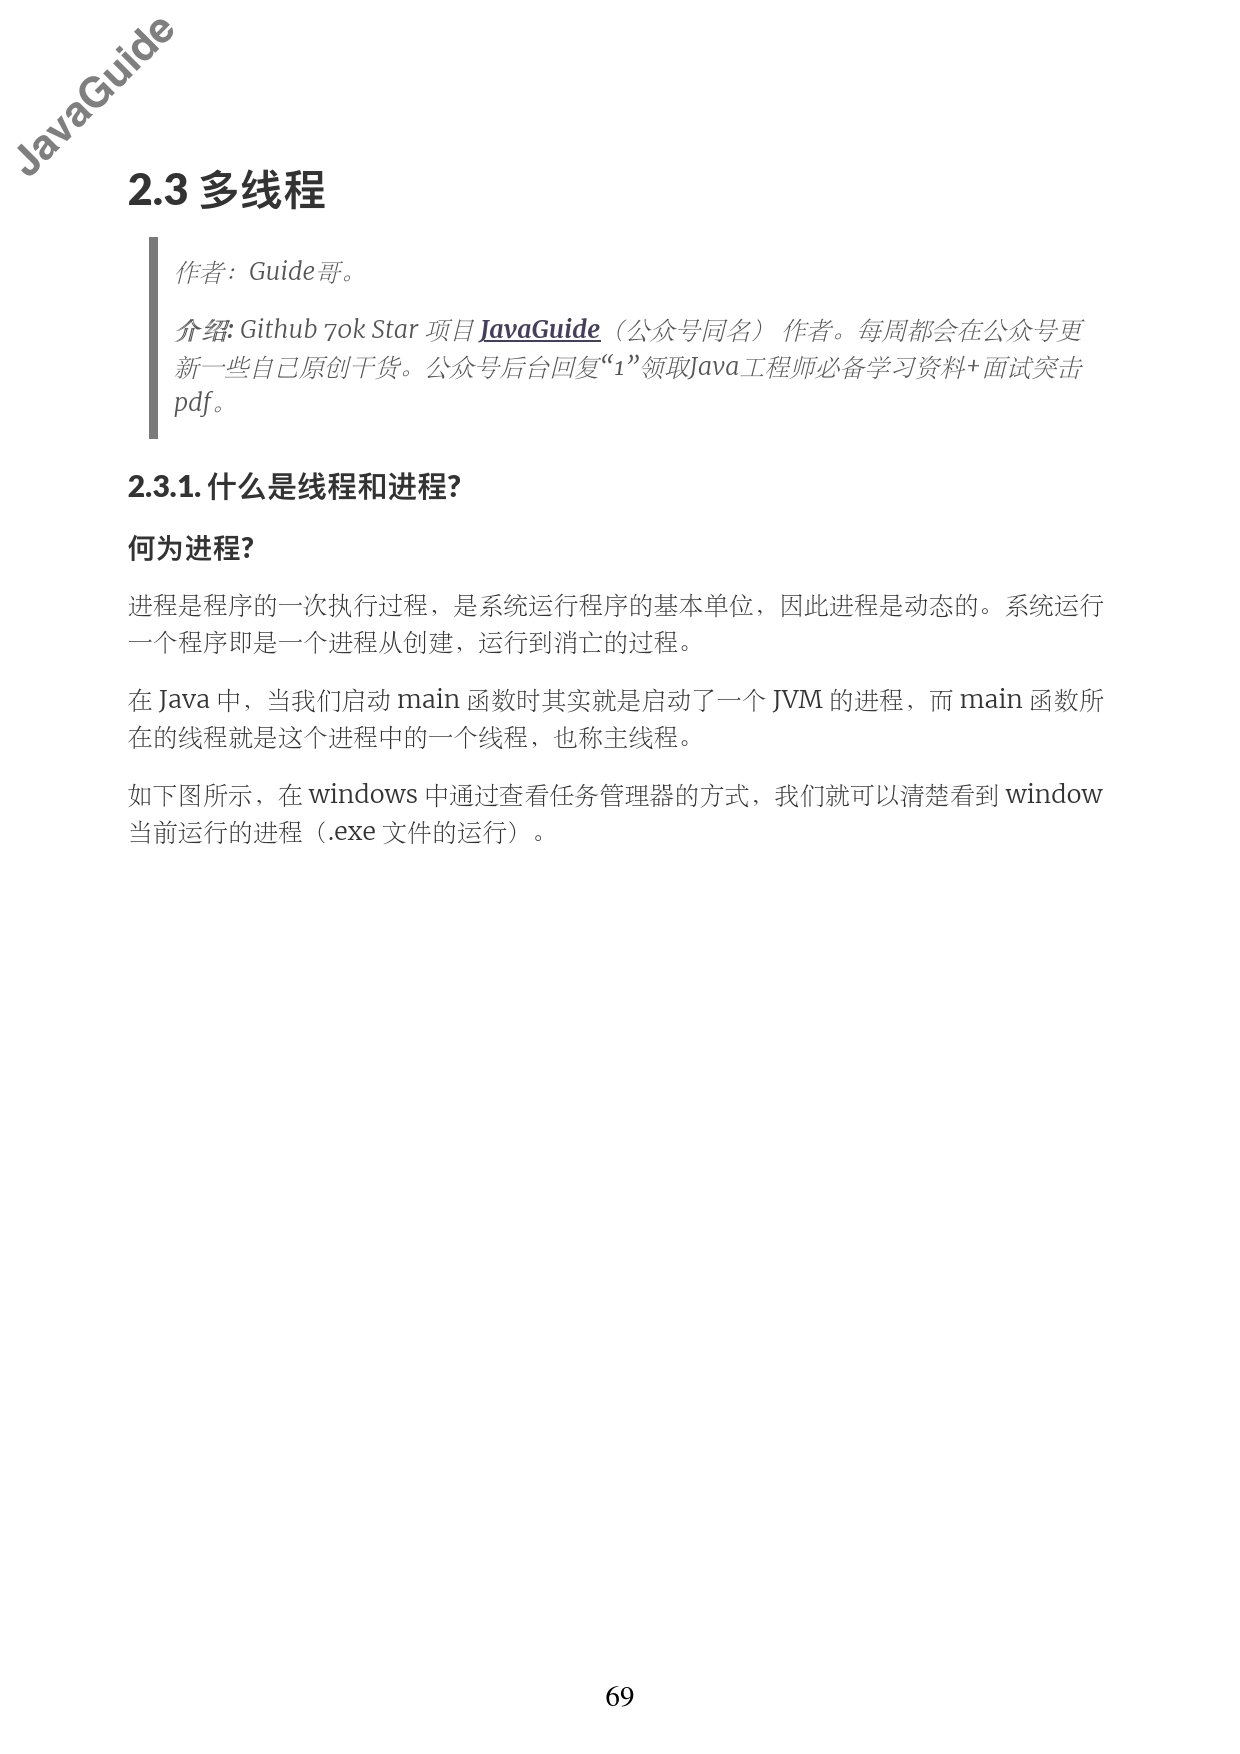 JavaGuide
2.3 多线程
作者：Guide哥。
介绍: Github 70k Star 项目 JavaGuide（公众号同名） 作者。每周都会在公众号更
新一些自己原创干货。公众号后台回复“1”领取Java工程师必备学习资料+面试突击
pdf。
2.3.1. 什么是线程和进程?
何为进程?
进程是程序的一次执行过程，是系统运行程序的基本单位，因此进程是动态的。系统运行
一个程序即是一个进程从创建，运行到消亡的过程。
在 Java 中，当我们启动 main 函数时其实就是启动了一个 JVM 的进程，而 main 函数所
在的线程就是这个进程中的一个线程，也称主线程。
如下图所示，在 windows 中通过查看任务管理器的方式，我们就可以清楚看到 window
当前运行的进程（.exe 文件的运行）。
69